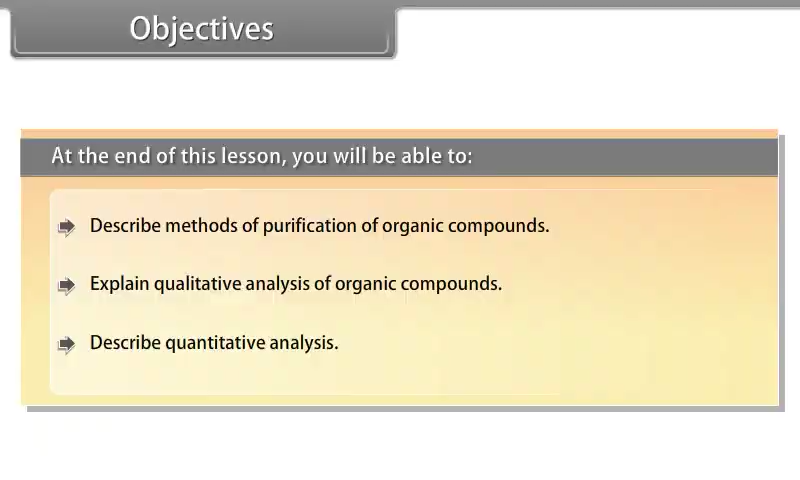 Objectives
At the end of this lesson, you will be able to:
Describe methods of purification of organic compounds.
Explain qualitative analysis of organic compounds.
Describe quantitative analysis.